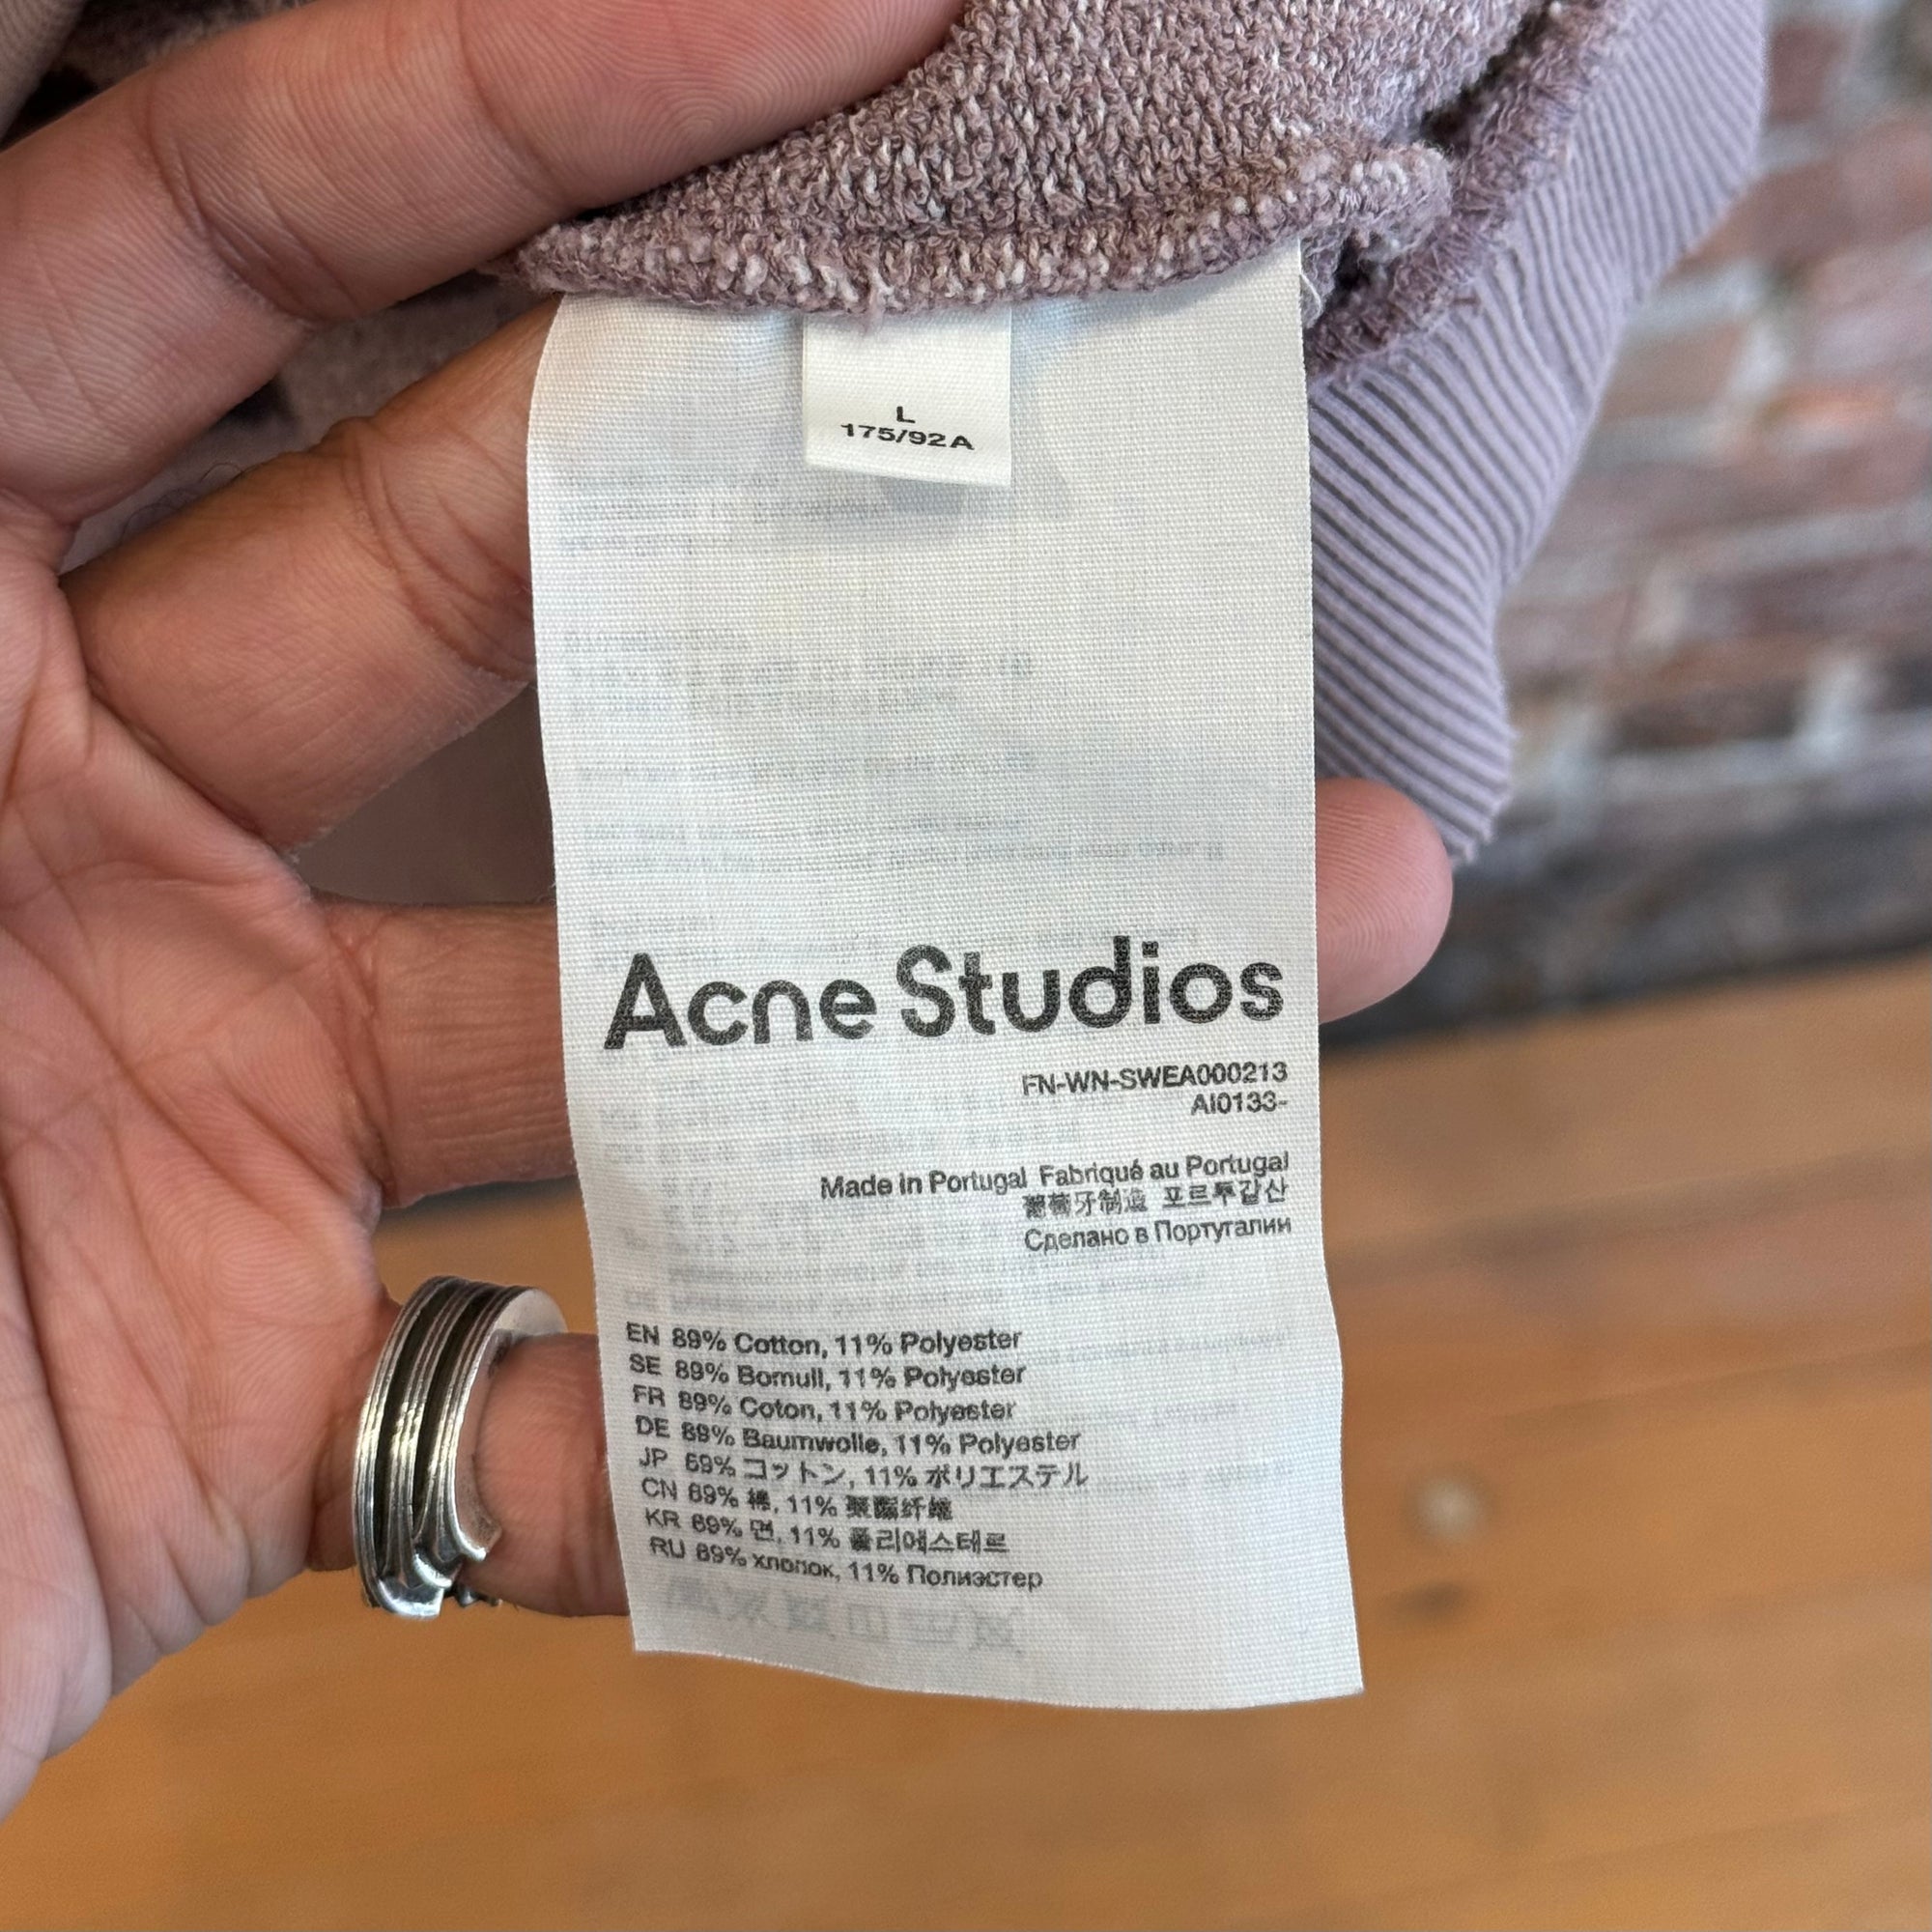 L
175/92A
Acne Studios
FN-WN-SWEA000213
AI0133-
Made in Portugal Fabriqué au Portugal
葡萄牙制造 포르투갈산
Сделано в Португалии
EN 89% Cotton, 11% Polyester
SE 89% Bomull, 11% Polyester
FR 89% Coton, 11% Polyester
DE 89% Baumwolle, 11% Polyester
JP 89% コットン, 11% ポリエステル
CN 89% 棉, 11% 聚酯纤维
KR 89% 면, 11% 폴리에스테르
RU 89% хлопок, 11% Полиэстер